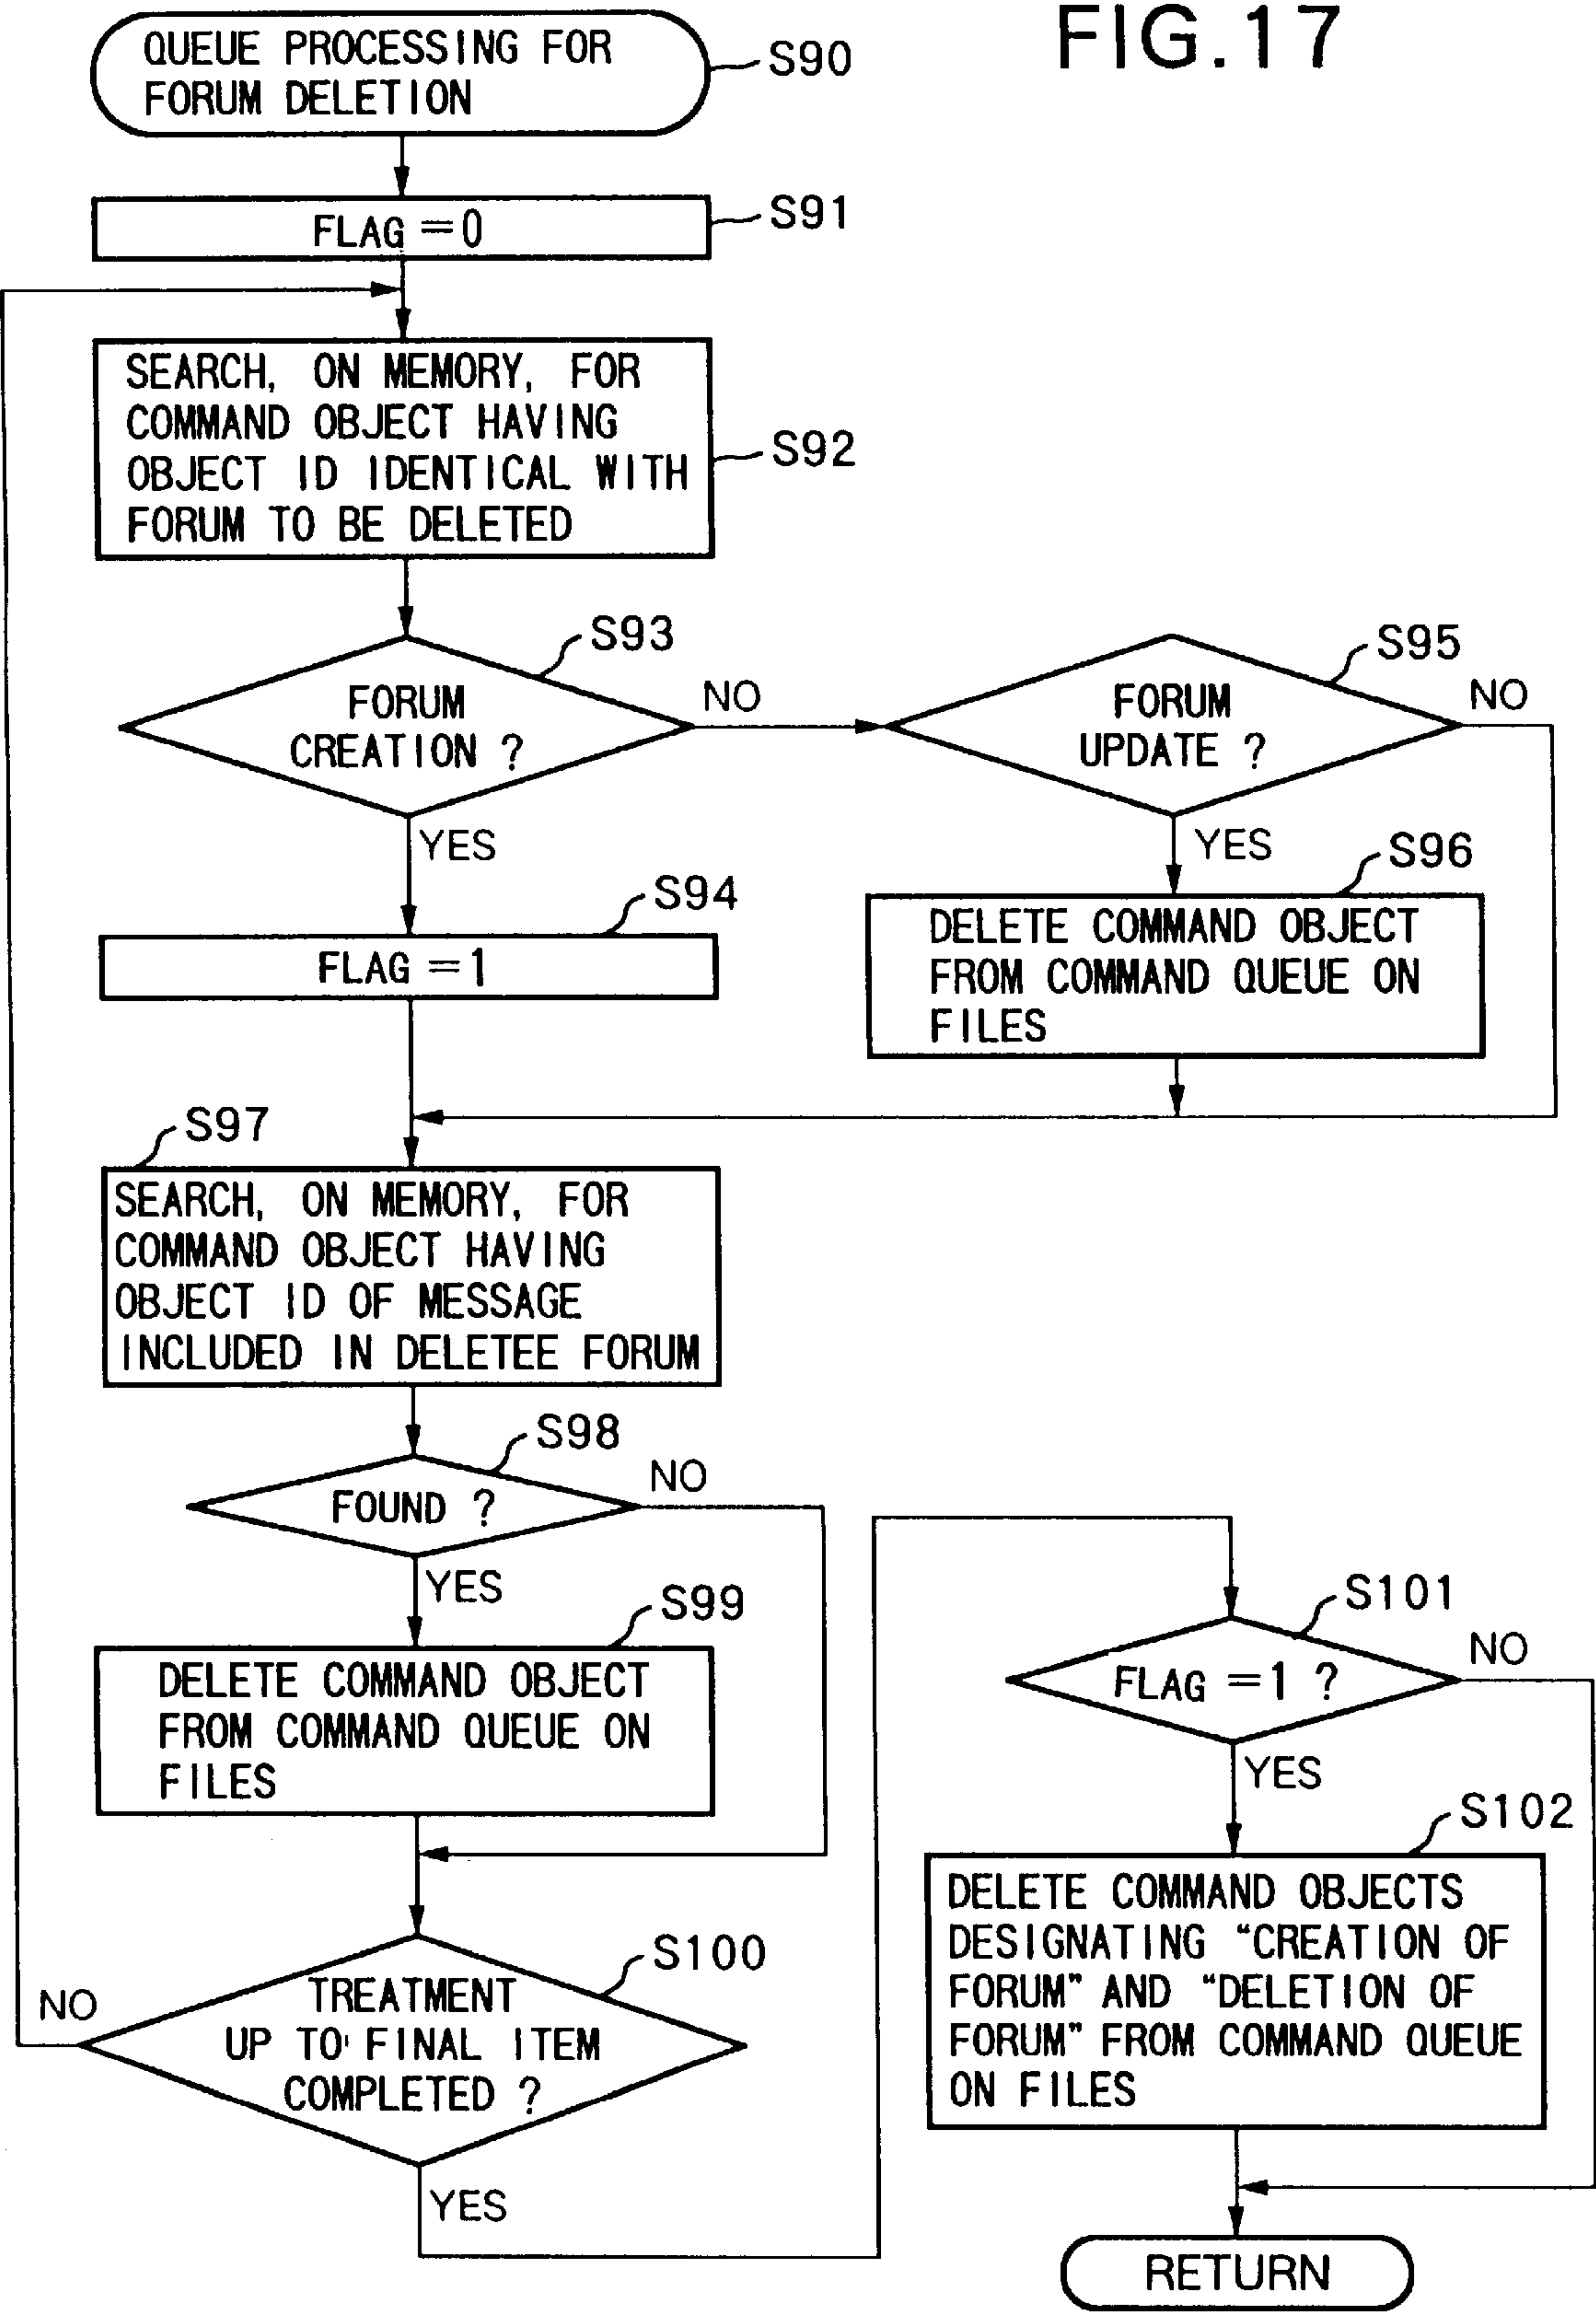 FIG.17
QUEUE PROCESSING FOR
FORUM DELETION
S90
FLAG =0
S91
SEARCH, ON MEMORY, FOR
COMMAND OBJECT HAVING
OBJECT ID IDENTICAL WITH
FORUM TO BE DELETED
S92
S93
FORUM
CREATION ?
NO
YES
S95
FORUM
UPDATE ?
NO
YES
S94
FLAG =1
S96
DELETE COMMAND OBJECT
FROM COMMAND QUEUE ON
FILES
S97
SEARCH, ON MEMORY, FOR
COMMAND OBJECT HAVING
OBJECT ID OF MESSAGE
INCLUDED IN DELETEE FORUM
S98
FOUND ?
NO
YES
S99
DELETE COMMAND OBJECT
FROM COMMAND QUEUE ON
FILES
S100
TREATMENT
UP TO FINAL ITEM
COMPLETED ?
NO
YES
S101
FLAG =1 ?
NO
YES
S102
DELETE COMMAND OBJECTS
DESIGNATING “CREATION OF
FORUM” AND “DELETION OF
FORUM” FROM COMMAND QUEUE
ON FILES
RETURN